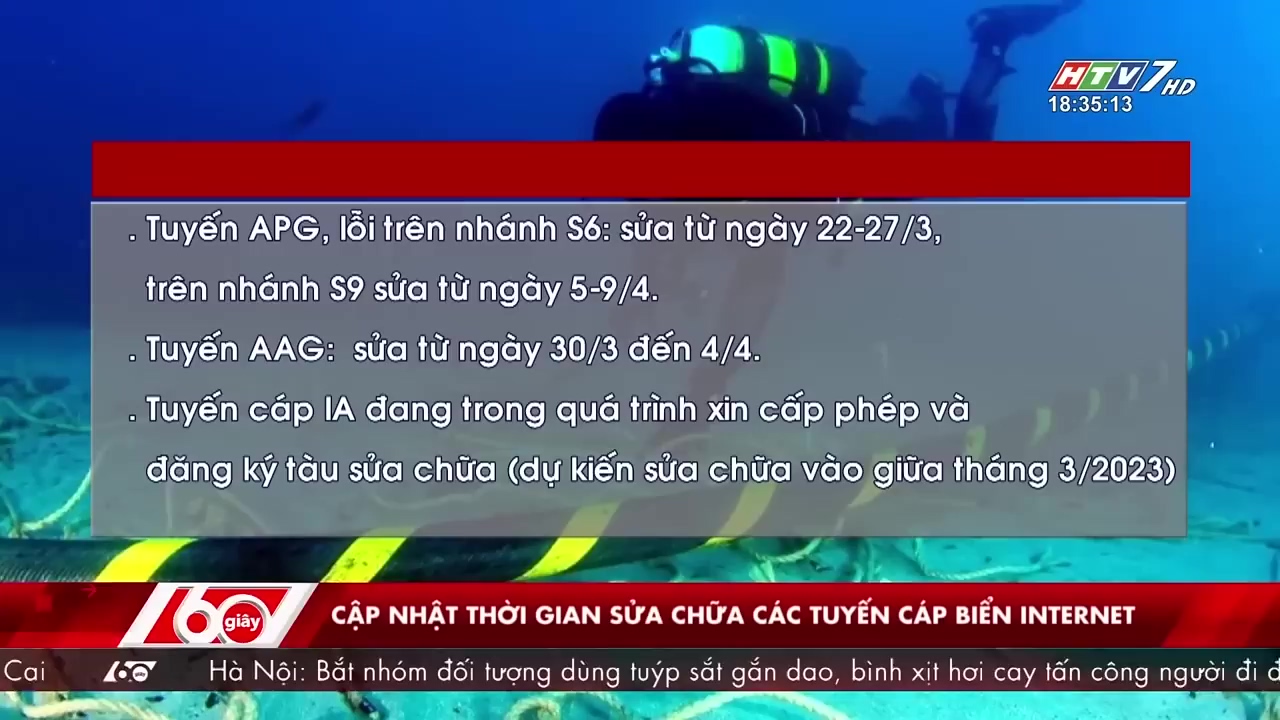 HTV7 HD
18:35:13
. Tuyến APG, lỗi trên nhánh S6: sửa từ ngày 22-27/3,
trên nhánh S9 sửa từ ngày 5-9/4.
. Tuyến AAG: sửa từ ngày 30/3 đến 4/4.
. Tuyến cáp IA đang trong quá trình xin cấp phép và
đăng ký tàu sửa chữa (dự kiến sửa chữa vào giữa tháng 3/2023)
60 giây
CẬP NHẬT THỜI GIAN SỬA CHỮA CÁC TUYẾN CÁP BIỂN INTERNET
Cai 60 giây Hà Nội: Bắt nhóm đối tượng dùng tuýp sắt gắn dao, bình xịt hơi cay tấn công người đi